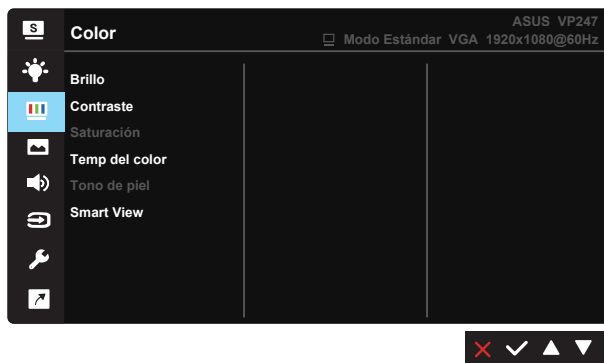 S
Color
ASUS VP247
Modo Estándar VGA 1920x1080@60Hz
Brillo
Contraste
Saturación
Temp del color
Tono de piel
Smart View